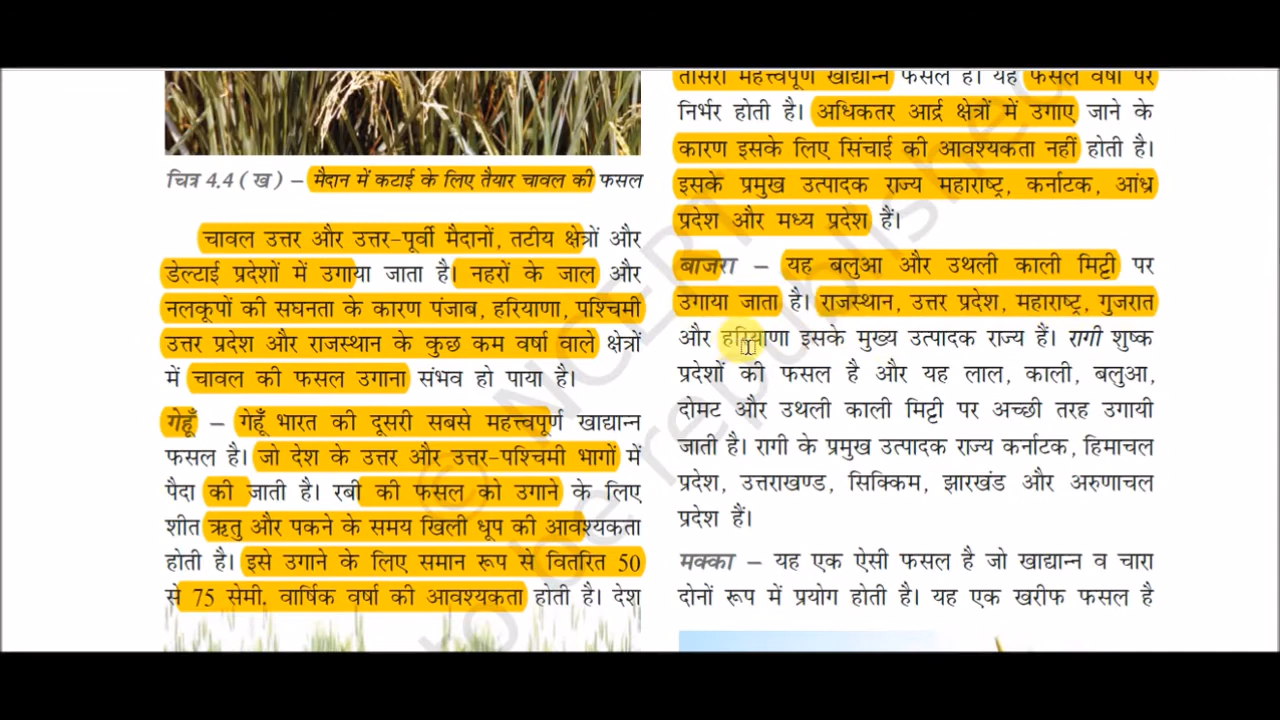 चित्र 4.4 ( ख ) – मैदान में कटाई के लिए तैयार चावल की फसल
चावल उत्तर और उत्तर-पूर्वी मैदानों, तटीय क्षेत्रों और
डेल्टाई प्रदेशों में उगाया जाता है। नहरों के जाल और
नलकूपों की सघनता के कारण पंजाब, हरियाणा, पश्चिमी
उत्तर प्रदेश और राजस्थान के कुछ कम वर्षा वाले क्षेत्रों
में चावल की फसल उगाना संभव हो पाया है।
गेहूँ – गेहूँ भारत की दूसरी सबसे महत्त्वपूर्ण खाद्यान्न
फसल है। जो देश के उत्तर और उत्तर-पश्चिमी भागों में
पैदा की जाती है। रबी की फसल को उगाने के लिए
शीत ऋतु और पकने के समय खिली धूप की आवश्यकता
होती है। इसे उगाने के लिए समान रूप से वितरित 50
से 75 सेमी. वार्षिक वर्षा की आवश्यकता होती है। देश
तीसरी महत्त्वपूर्ण खाद्यान्न फसल है। यह फसल वर्षा पर
निर्भर होती है। अधिकतर आर्द्र क्षेत्रों में उगाए जाने के
कारण इसके लिए सिंचाई की आवश्यकता नहीं होती है।
इसके प्रमुख उत्पादक राज्य महाराष्ट्र, कर्नाटक, आंध्र
प्रदेश और मध्य प्रदेश हैं।
बाजरा – यह बलुआ और उथली काली मिट्टी पर
उगाया जाता है। राजस्थान, उत्तर प्रदेश, महाराष्ट्र, गुजरात
और हरियाणा इसके मुख्य उत्पादक राज्य हैं। रागी शुष्क
प्रदेशों की फसल है और यह लाल, काली, बलुआ,
दोमट और उथली काली मिट्टी पर अच्छी तरह उगायी
जाती है। रागी के प्रमुख उत्पादक राज्य कर्नाटक, हिमाचल
प्रदेश, उत्तराखण्ड, सिक्किम, झारखंड और अरुणाचल
प्रदेश हैं।
मक्का – यह एक ऐसी फसल है जो खाद्यान्न व चारा
दोनों रूप में प्रयोग होती है। यह एक खरीफ फसल है
© NCERT
to be republished